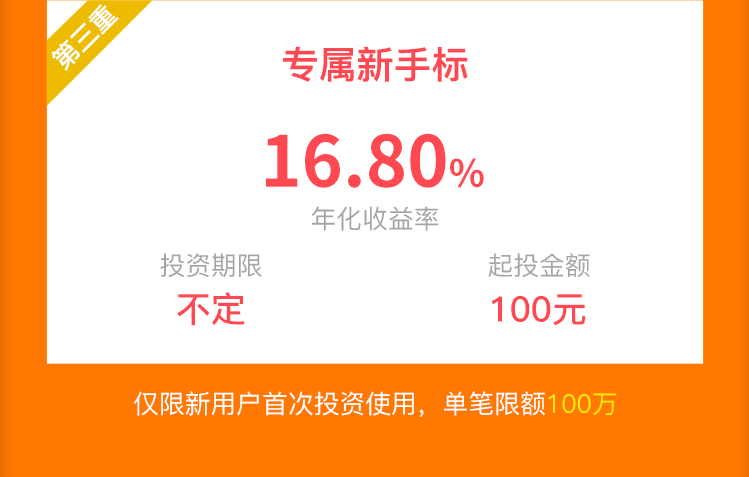 第三重
专属新手标
16.80%
年化收益率
投资期限 起投金额
不定 100元
仅限新用户首次投资使用，单笔限额100万